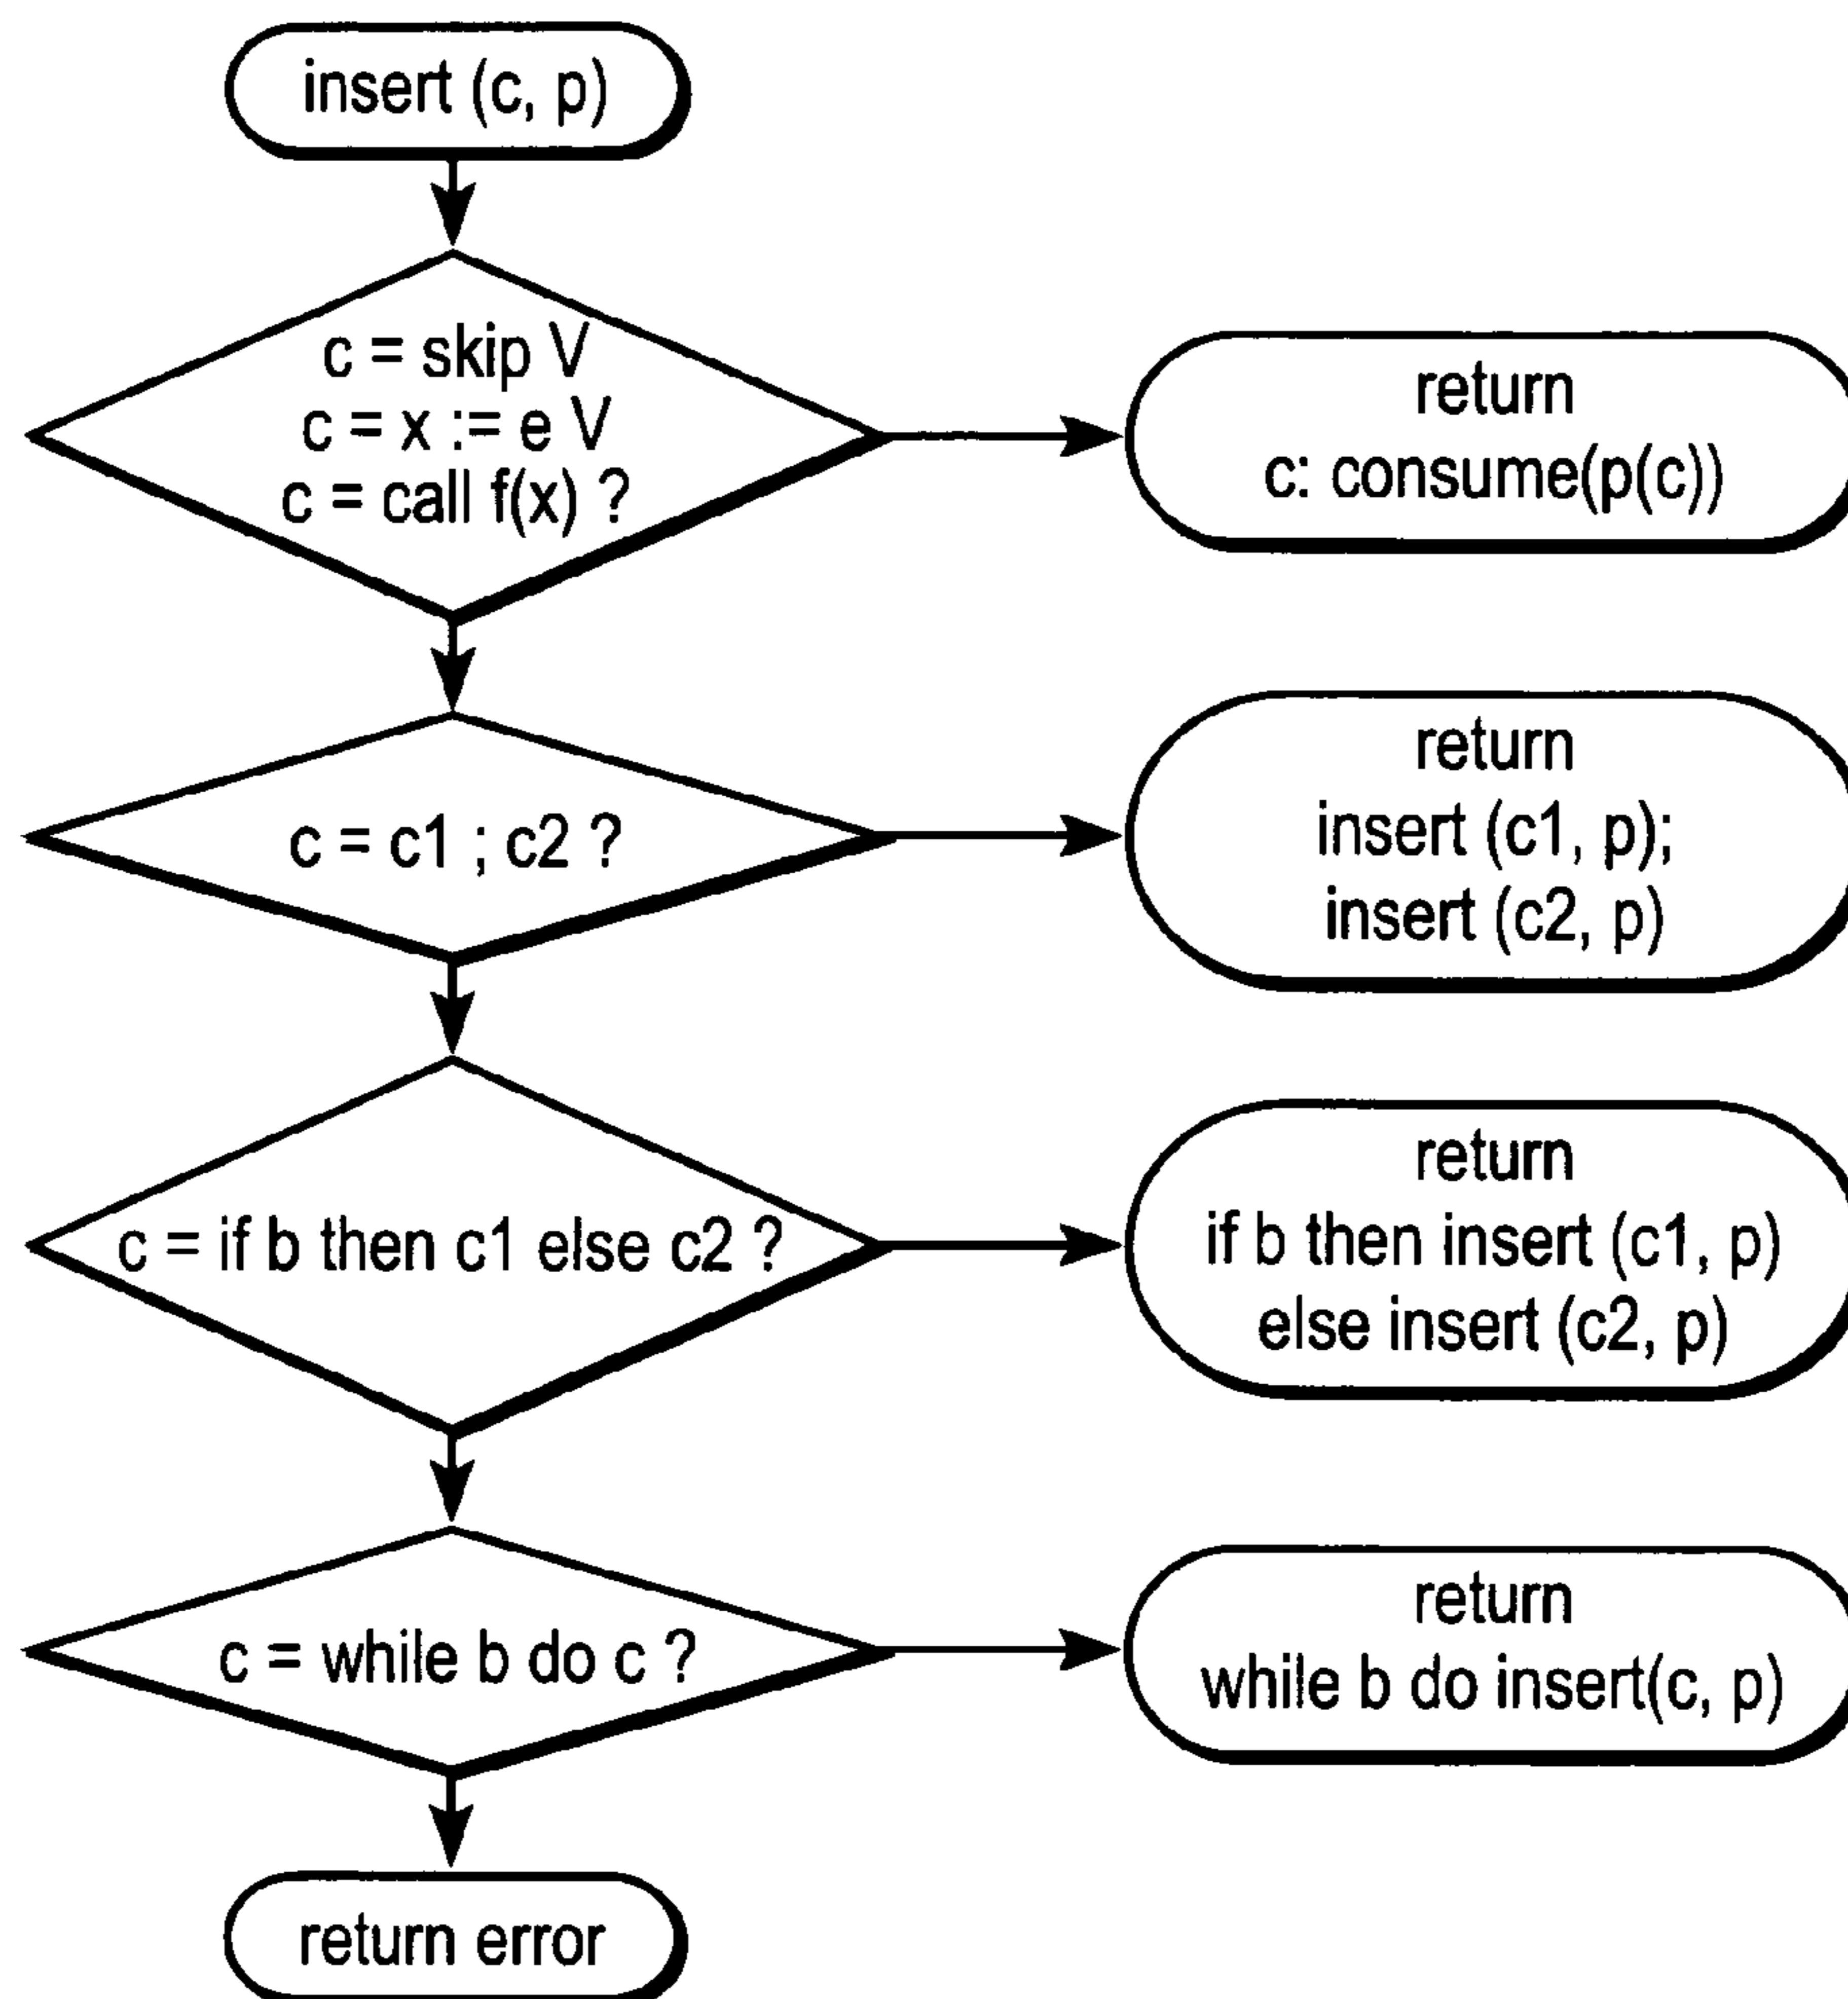 insert (c, p)
c = skip V
c = x := e V
c = call f(x) ?
return
c: consume(p(c))
c = c1 ; c2 ?
return
insert (c1, p);
insert (c2, p)
c = if b then c1 else c2 ?
return
if b then insert (c1, p)
else insert (c2, p)
c = while b do c ?
return
while b do insert(c, p)
return error